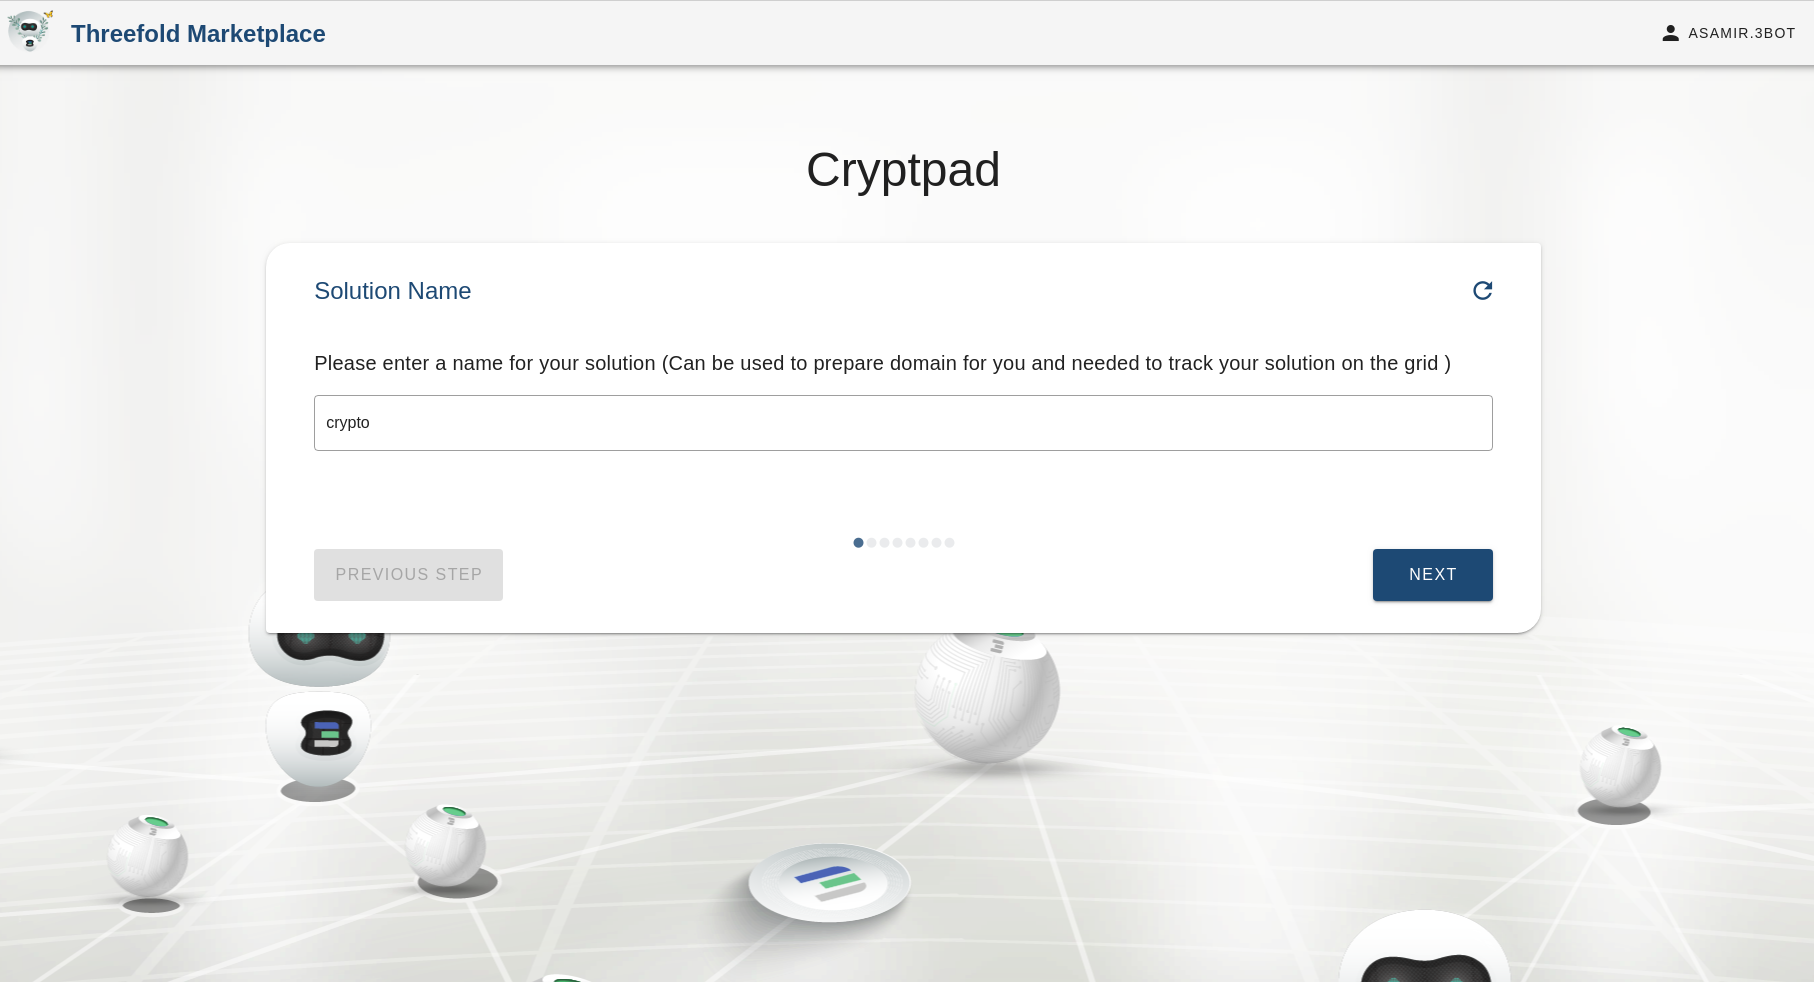 Threefold Marketplace
ASAMIR.3BOT
Cryptpad
Solution Name
Please enter a name for your solution (Can be used to prepare domain for you and needed to track your solution on the grid )
crypto
PREVIOUS STEP
NEXT